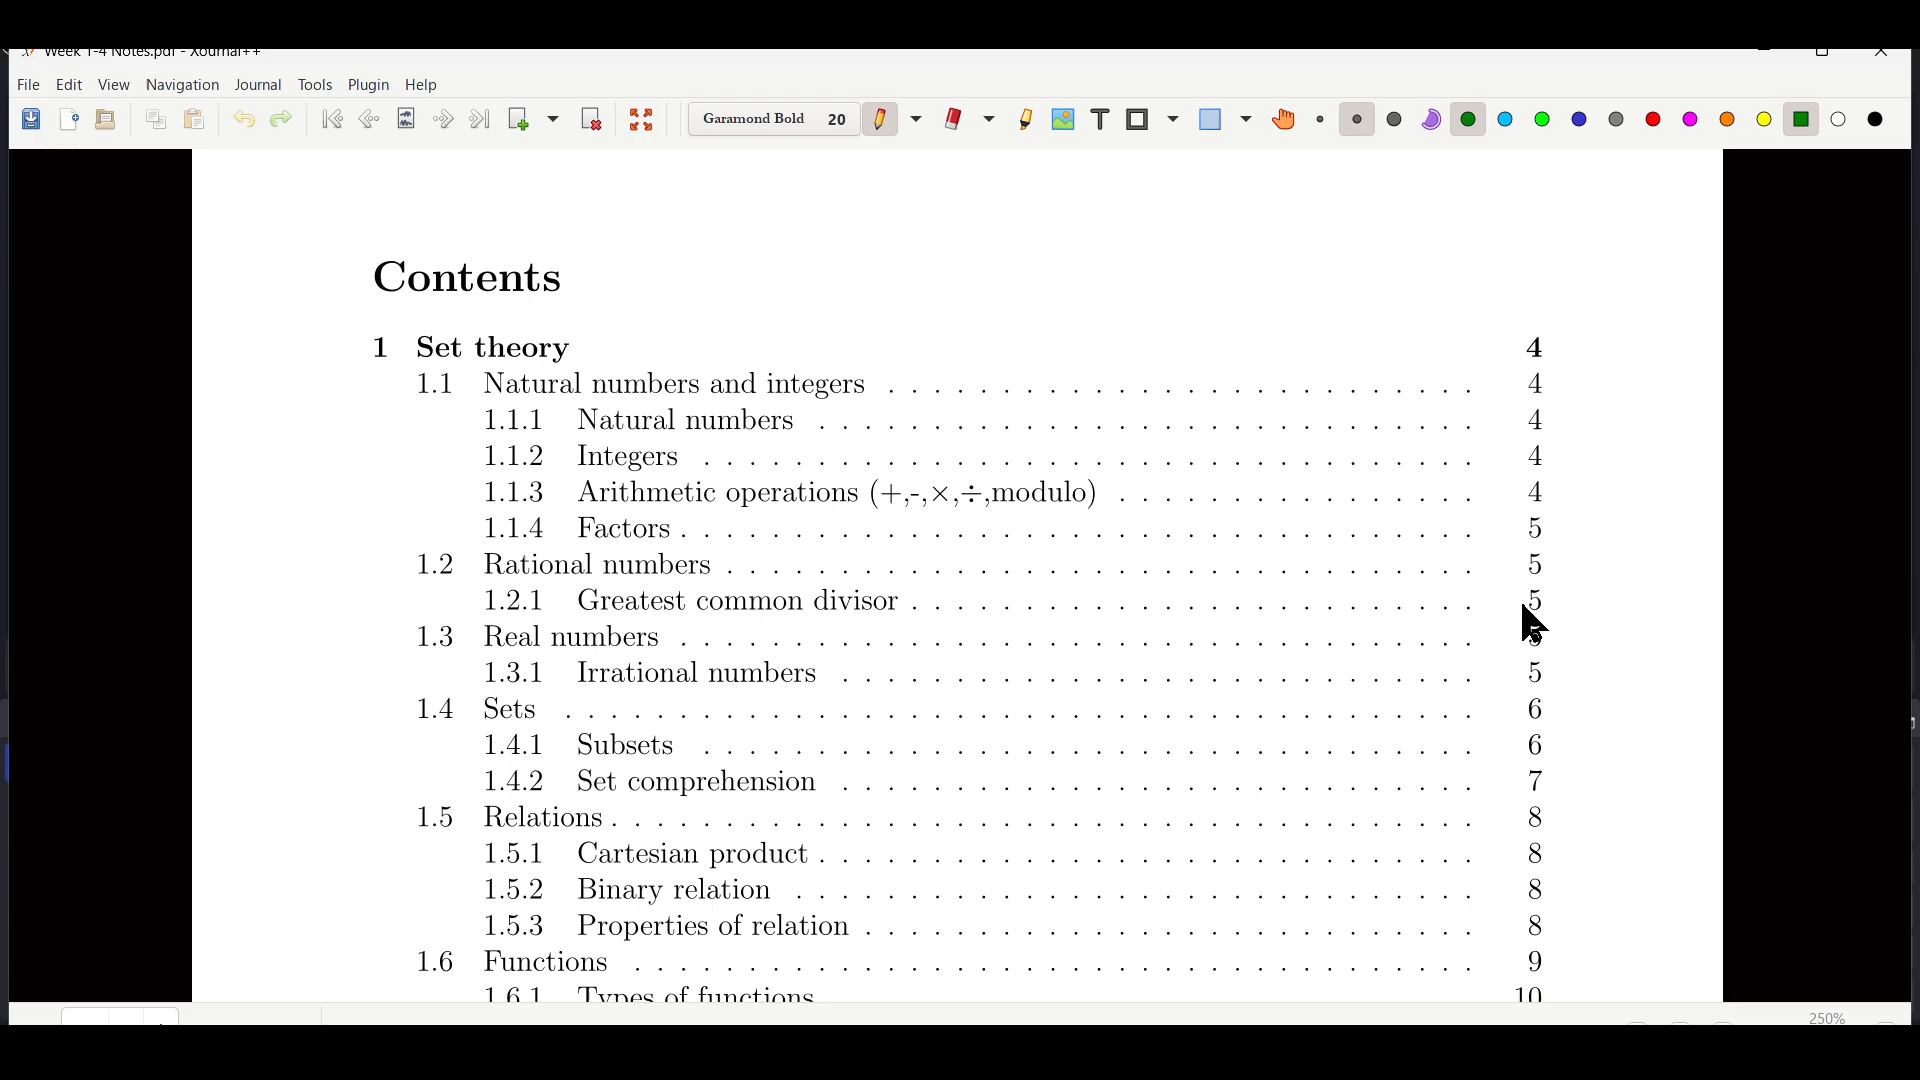 Week 1-4 Notes.pdf - Xournal++
File Edit View Navigation Journal Tools Plugin Help
Garamond Bold 20
Contents
1 Set theory 4
1.1 Natural numbers and integers . . . . . . . . . . . . . . . . . . . . . . . . . . 4
1.1.1 Natural numbers . . . . . . . . . . . . . . . . . . . . . . . . . . . . . 4
1.1.2 Integers . . . . . . . . . . . . . . . . . . . . . . . . . . . . . . . . . . 4
1.1.3 Arithmetic operations (+,-,×,÷,modulo) . . . . . . . . . . . . . . . . 4
1.1.4 Factors . . . . . . . . . . . . . . . . . . . . . . . . . . . . . . . . . . . 5
1.2 Rational numbers . . . . . . . . . . . . . . . . . . . . . . . . . . . . . . . . . 5
1.2.1 Greatest common divisor . . . . . . . . . . . . . . . . . . . . . . . . . 5
1.3 Real numbers . . . . . . . . . . . . . . . . . . . . . . . . . . . . . . . . . . . 5
1.3.1 Irrational numbers . . . . . . . . . . . . . . . . . . . . . . . . . . . . 5
1.4 Sets . . . . . . . . . . . . . . . . . . . . . . . . . . . . . . . . . . . . . . . . 6
1.4.1 Subsets . . . . . . . . . . . . . . . . . . . . . . . . . . . . . . . . . . 6
1.4.2 Set comprehension . . . . . . . . . . . . . . . . . . . . . . . . . . . . 7
1.5 Relations . . . . . . . . . . . . . . . . . . . . . . . . . . . . . . . . . . . . . . 8
1.5.1 Cartesian product . . . . . . . . . . . . . . . . . . . . . . . . . . . . . 8
1.5.2 Binary relation . . . . . . . . . . . . . . . . . . . . . . . . . . . . . . 8
1.5.3 Properties of relation . . . . . . . . . . . . . . . . . . . . . . . . . . . 8
1.6 Functions . . . . . . . . . . . . . . . . . . . . . . . . . . . . . . . . . . . . . 9
1.6.1 Types of functions 10
250%